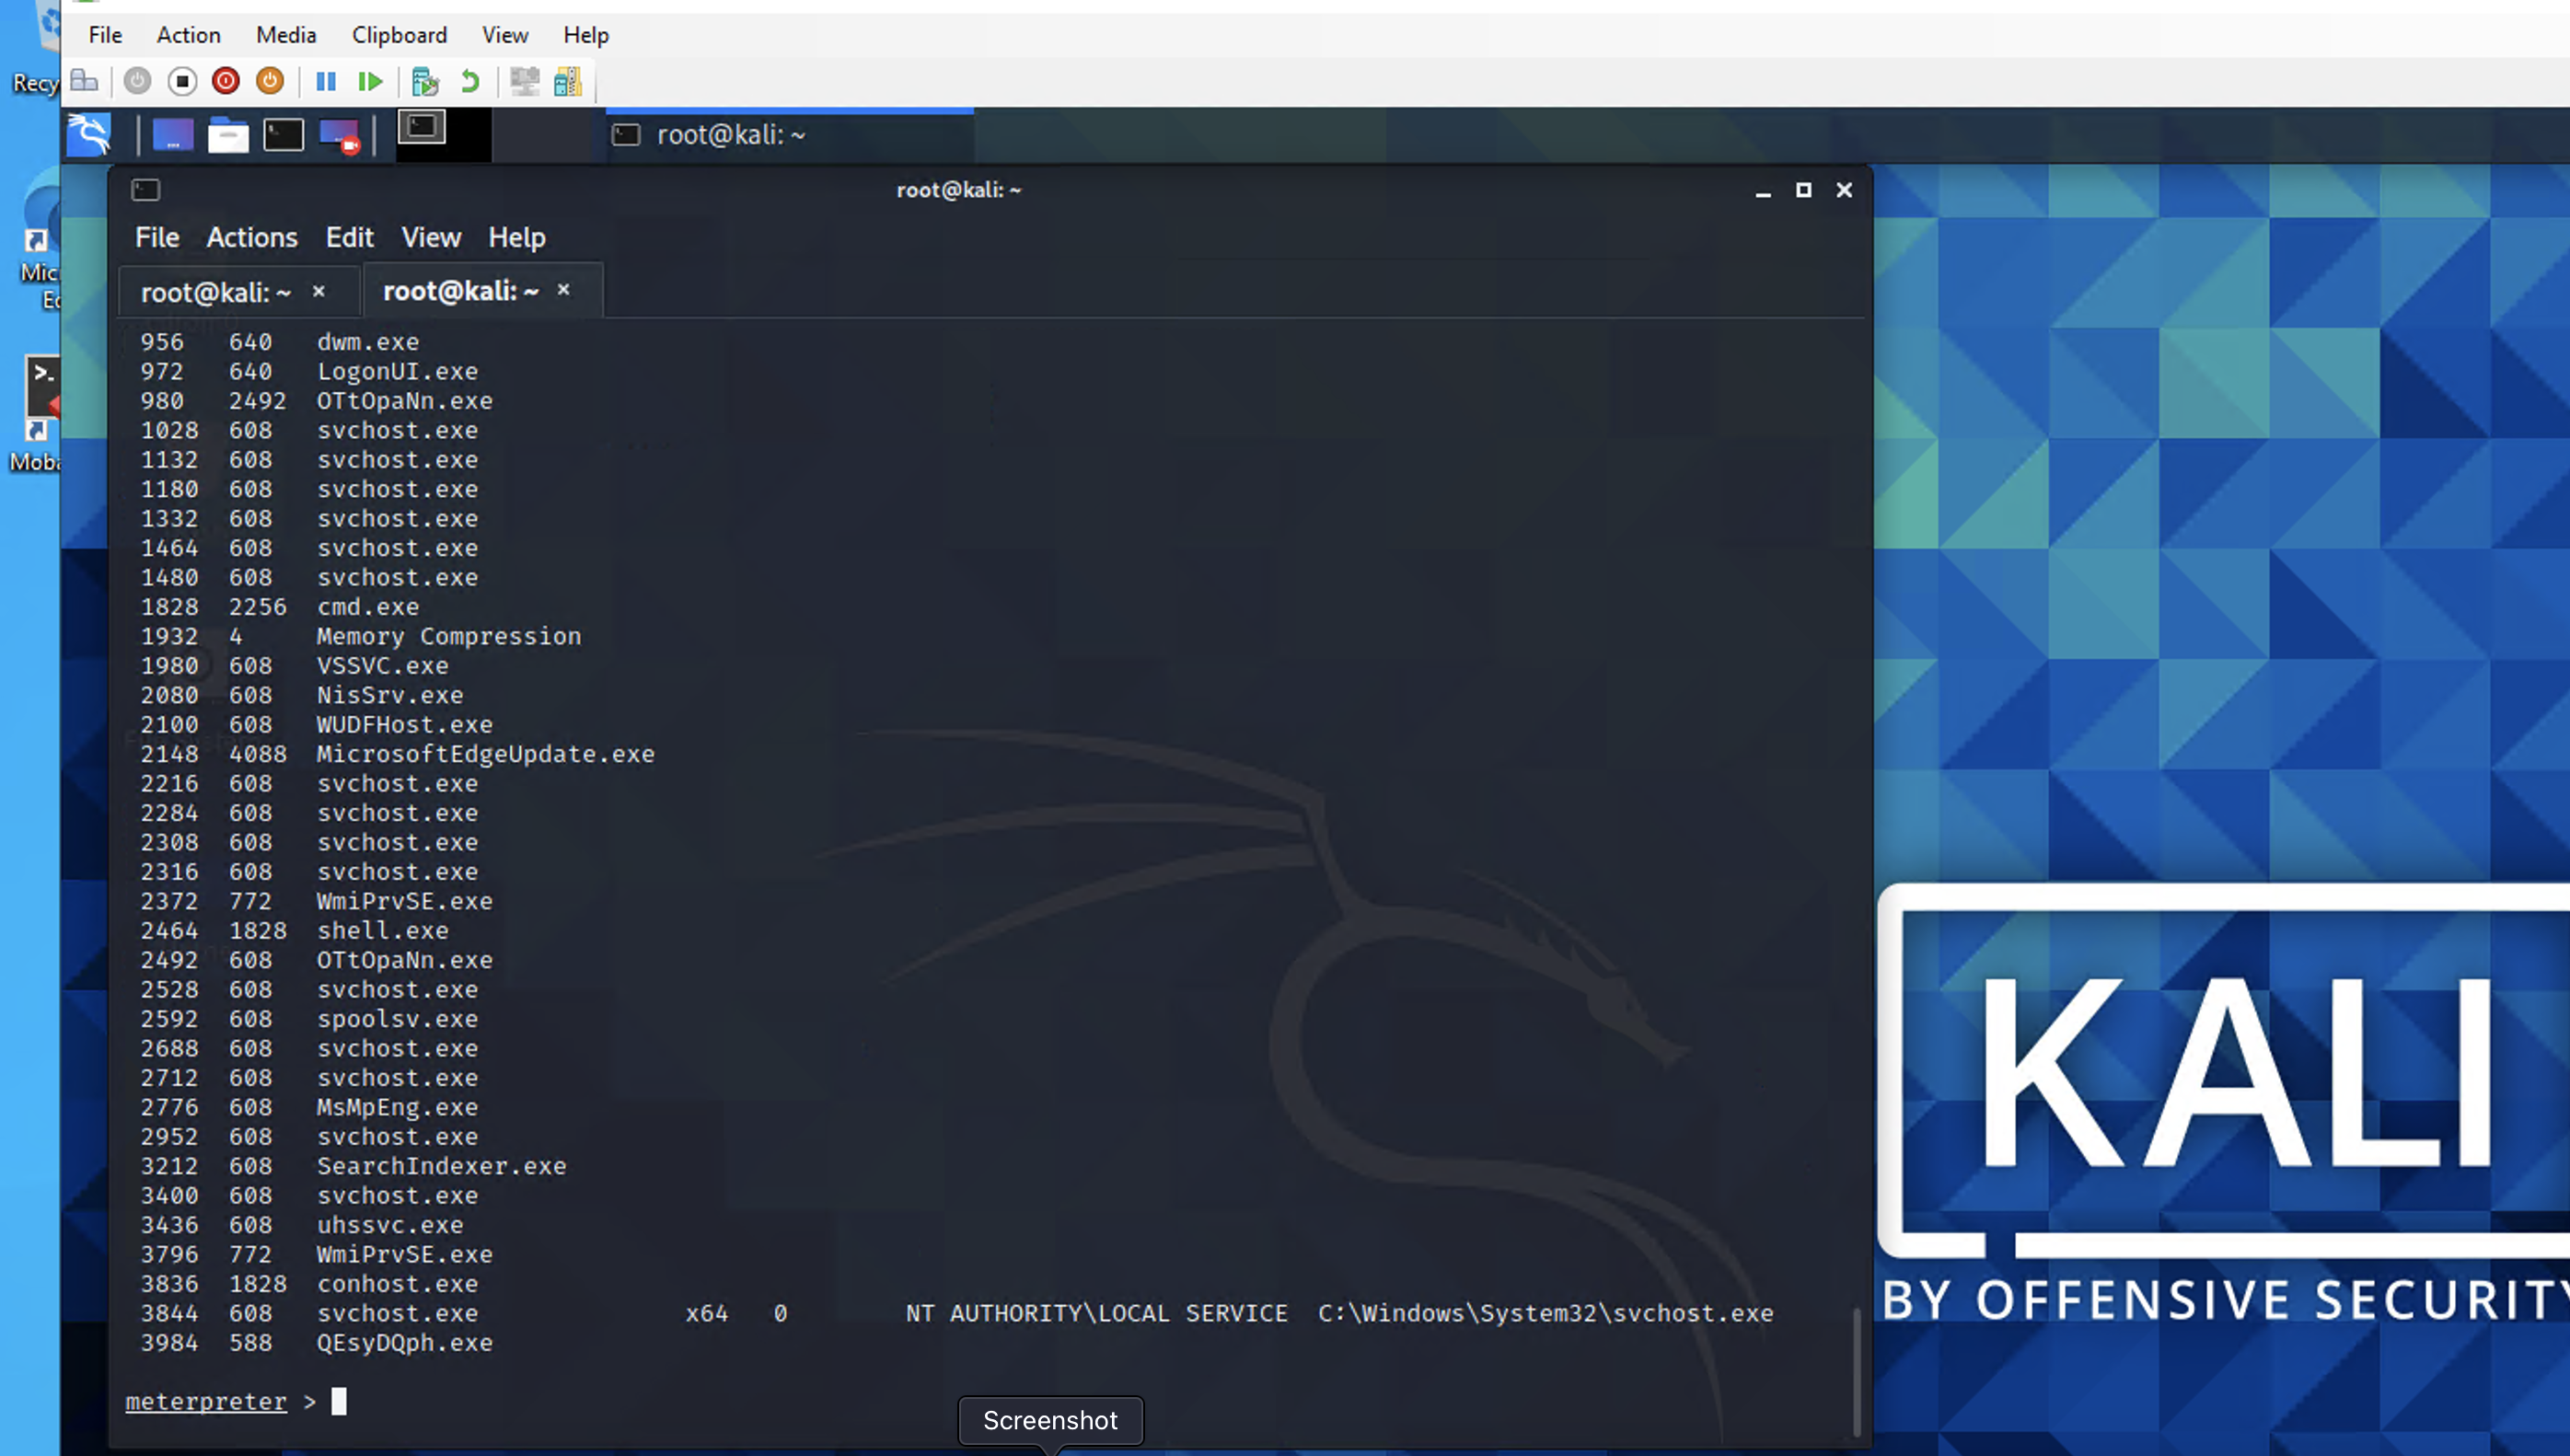 File Action Media Clipboard View Help
Recy
root@kali: ~
root@kali: ~
File Actions Edit View Help
root@kali: ~ × root@kali: ~ ×
Mic
Ed
Moba
956 640 dwm.exe
972 640 LogonUI.exe
980 2492 OTtOpaNn.exe
1028 608 svchost.exe
1132 608 svchost.exe
1180 608 svchost.exe
1332 608 svchost.exe
1464 608 svchost.exe
1480 608 svchost.exe
1828 2256 cmd.exe
1932 4 Memory Compression
1980 608 VSSVC.exe
2080 608 NisSrv.exe
2100 608 WUDFHost.exe
2148 4088 MicrosoftEdgeUpdate.exe
2216 608 svchost.exe
2284 608 svchost.exe
2308 608 svchost.exe
2316 608 svchost.exe
2372 772 WmiPrvSE.exe
2464 1828 shell.exe
2492 608 OTtOpaNn.exe
2528 608 svchost.exe
2592 608 spoolsv.exe
2688 608 svchost.exe
2712 608 svchost.exe
2776 608 MsMpEng.exe
2952 608 svchost.exe
3212 608 SearchIndexer.exe
3400 608 svchost.exe
3436 608 uhssvc.exe
3796 772 WmiPrvSE.exe
3836 1828 conhost.exe
3844 608 svchost.exe x64 0 NT AUTHORITY\LOCAL SERVICE C:\Windows\System32\svchost.exe
3984 588 QEsyDQph.exe
meterpreter >
Screenshot
KALI
BY OFFENSIVE SECURITY